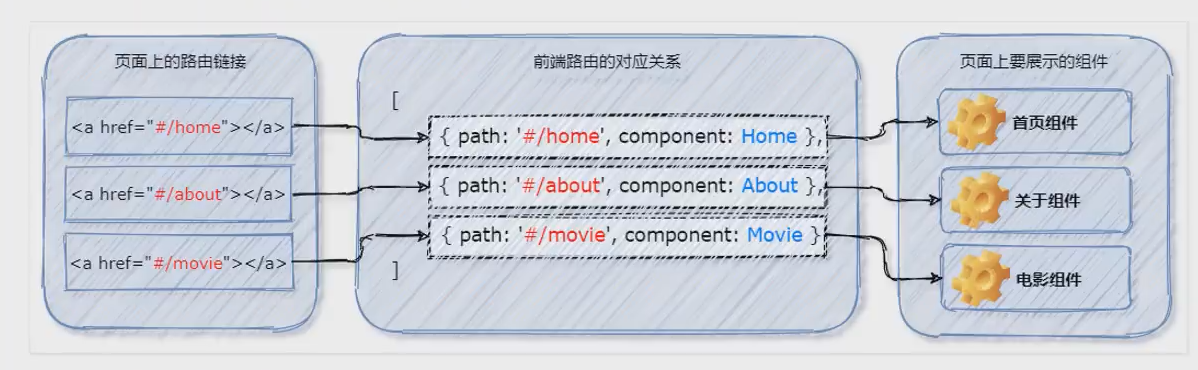 页面上的路由链接
<a href="#/home"></a>
<a href="#/about"></a>
<a href="#/movie"></a>
前端路由的对应关系
[
{ path: '#/home', component: Home },
{ path: '#/about', component: About },
{ path: '#/movie', component: Movie }
]
页面上要展示的组件
首页组件
关于组件
电影组件